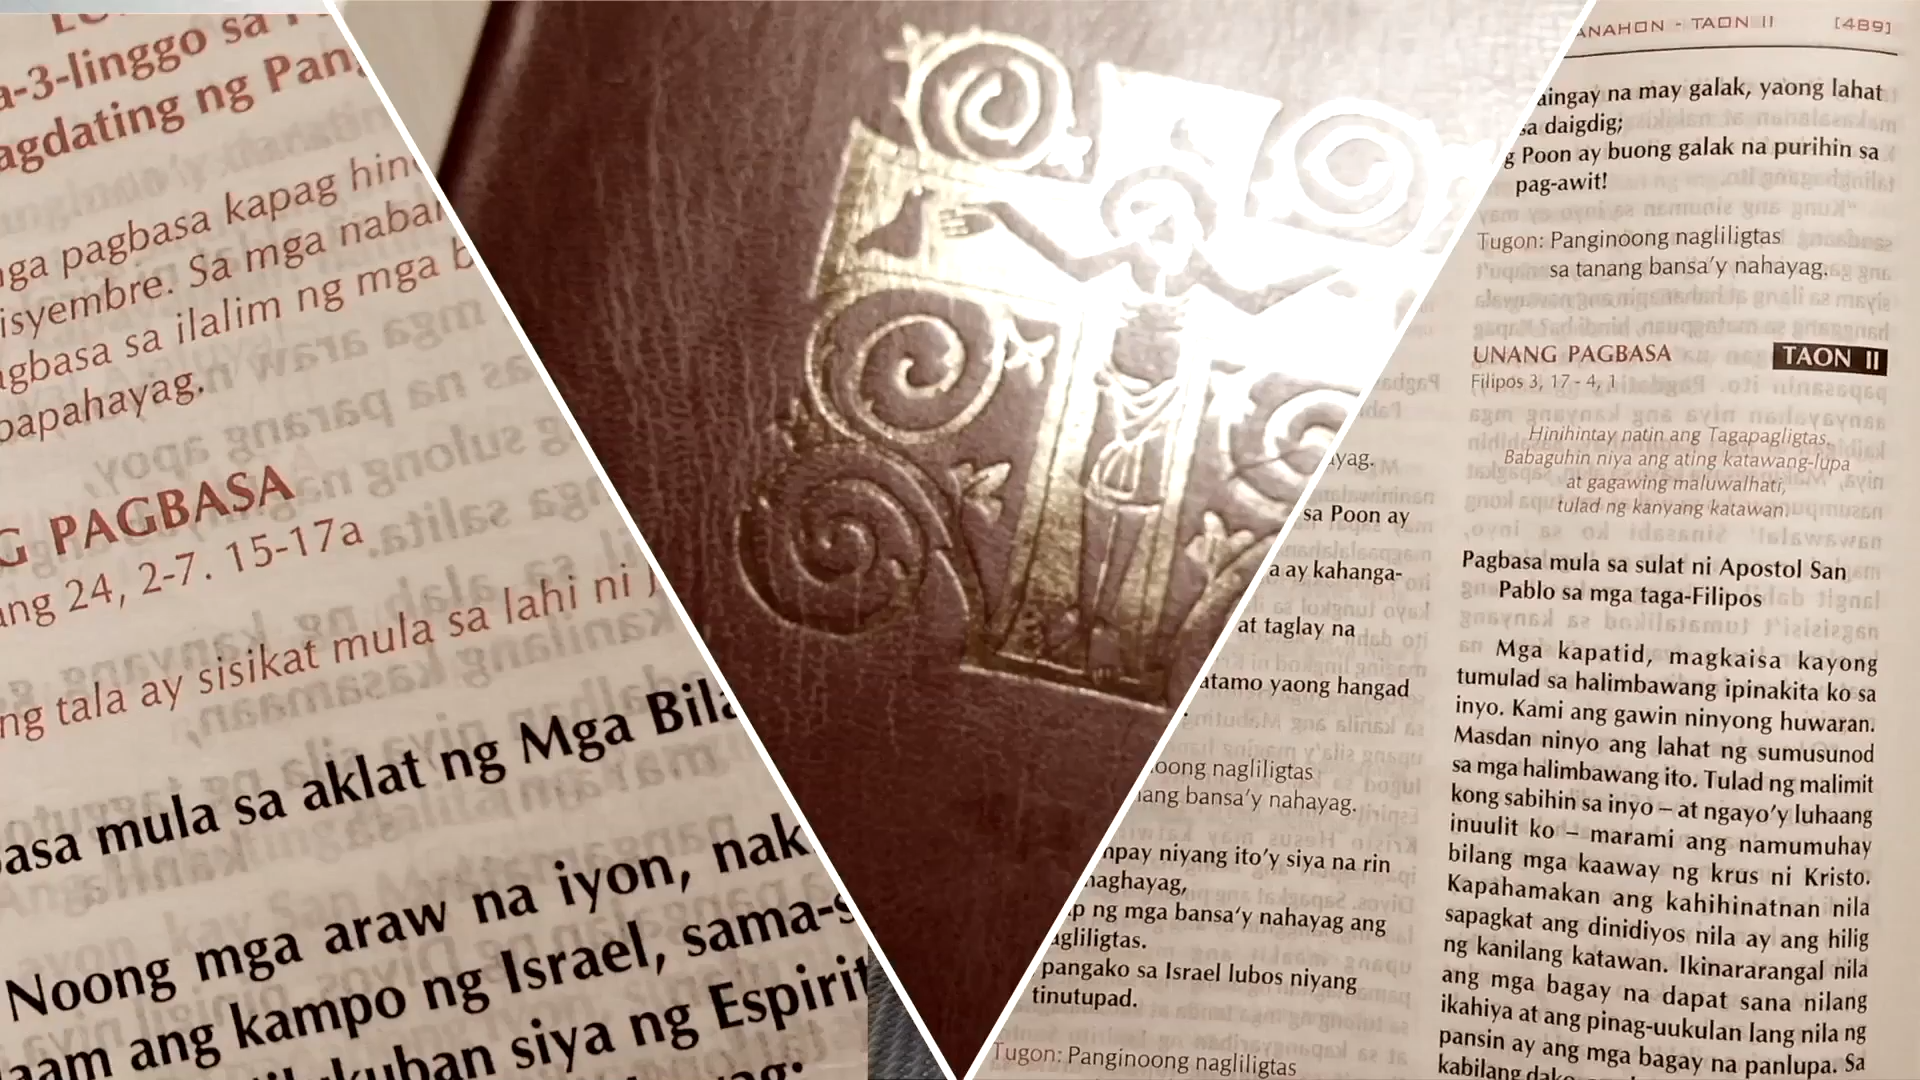 -3-linggo sa
agdating ng Pan
nga pagbasa kapag hin
isyembre. Sa mga naba
agbasa sa ilalim ng mga b
papahayag.
G PAGBASA
ang 24, 2-7. 15-17a
ng tala ay sisikat mula sa lahi ni J
asa mula sa aklat ng Mga Bila
Noong mga araw na iyon, nak
aam ang kampo ng Israel, sama-s
kuban siya ng Espirit
ag:
yag.
sa Poon ay
a ay kahanga-
at taglay na
atamo yaong hangad
oong nagliligtas
ang bansa'y nahayag.
mpay niyang ito'y siya na rin
naghayag,
p ng mga bansa'y nahayag ang
agliligtas.
pangako sa Israel lubos niyang
tinutupad.
Tugon: Panginoong nagliligtas
ANAHON - TAON II [489]
aingay na may galak, yaong lahat
sa daigdig;
g Poon ay buong galak na purihin sa
pag-awit!
Tugon: Panginoong nagliligtas
sa tanang bansa'y nahayag.
UNANG PAGBASA TAON II
Filipos 3, 17 - 4, 1
Hinihintay natin ang Tagapagligtas.
Babaguhin niya ang ating katawang-lupa
at gagawing maluwalhati,
tulad ng kanyang katawan.
Pagbasa mula sa sulat ni Apostol San
Pablo sa mga taga-Filipos
Mga kapatid, magkaisa kayong
tumulad sa halimbawang ipinakita ko sa
inyo. Kami ang gawin ninyong huwaran.
Masdan ninyo ang lahat ng sumusunod
sa mga halimbawang ito. Tulad ng malimit
kong sabihin sa inyo – at ngayo'y luhaang
inuulit ko – marami ang namumuhay
bilang mga kaaway ng krus ni Kristo.
Kapahamakan ang kahihinatnan nila
sapagkat ang dinidiyos nila ay ang hilig
ng kanilang katawan. Ikinararangal nila
ang mga bagay na dapat sana nilang
ikahiya at ang pinag-uukulan lang nila ng
pansin ay ang mga bagay na panlupa. Sa
kabilang dako